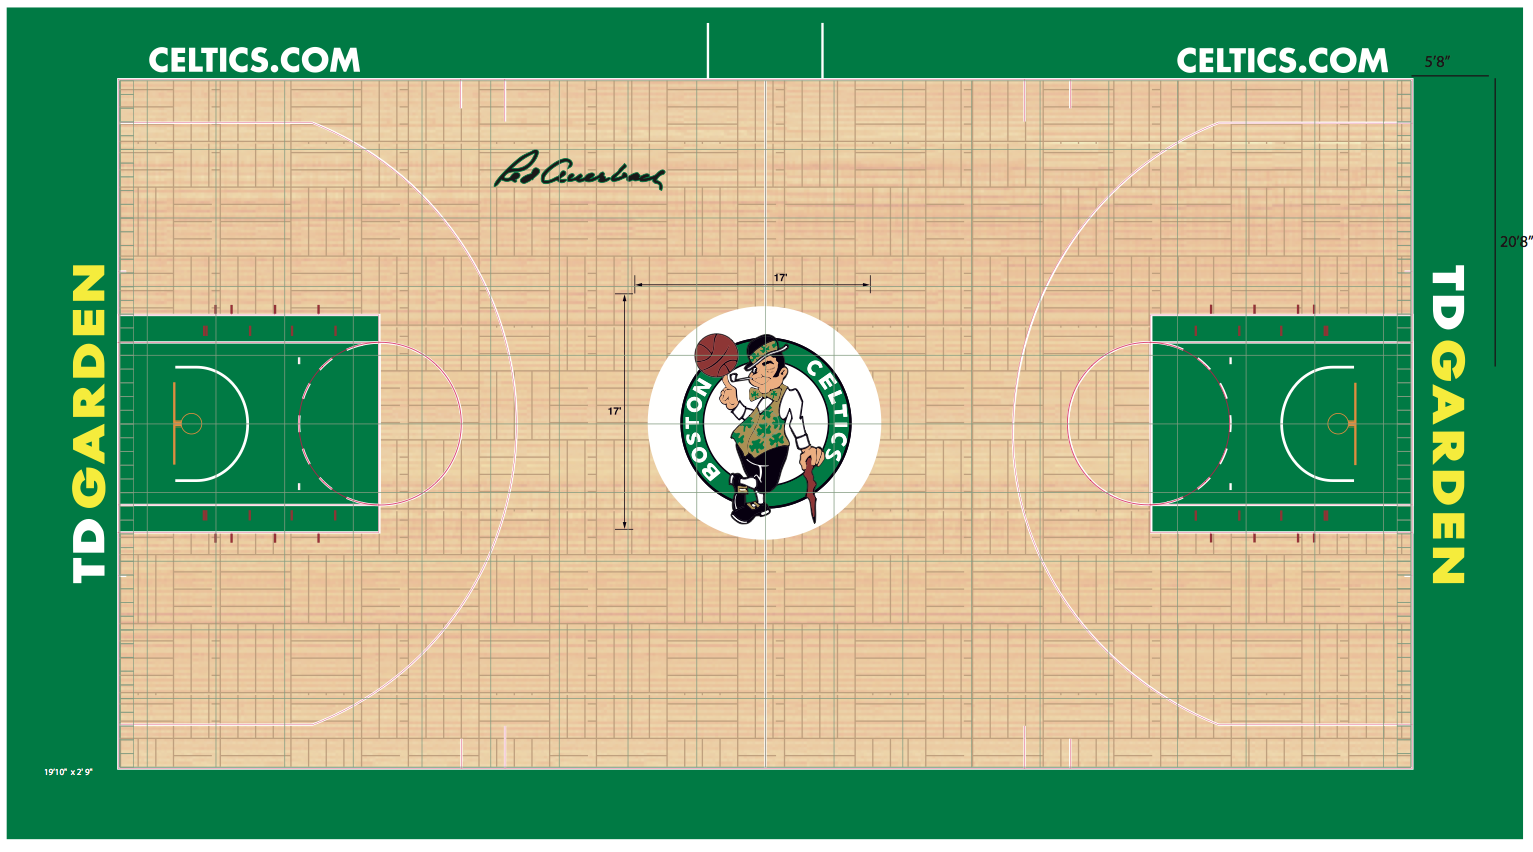 CELTICS.COM
CELTICS.COM
5'8"
Red Auerbach
20'8"
17'
17'
BOSTON CELTICS
TD GARDEN
TD GARDEN
19'10" x 2' 9"